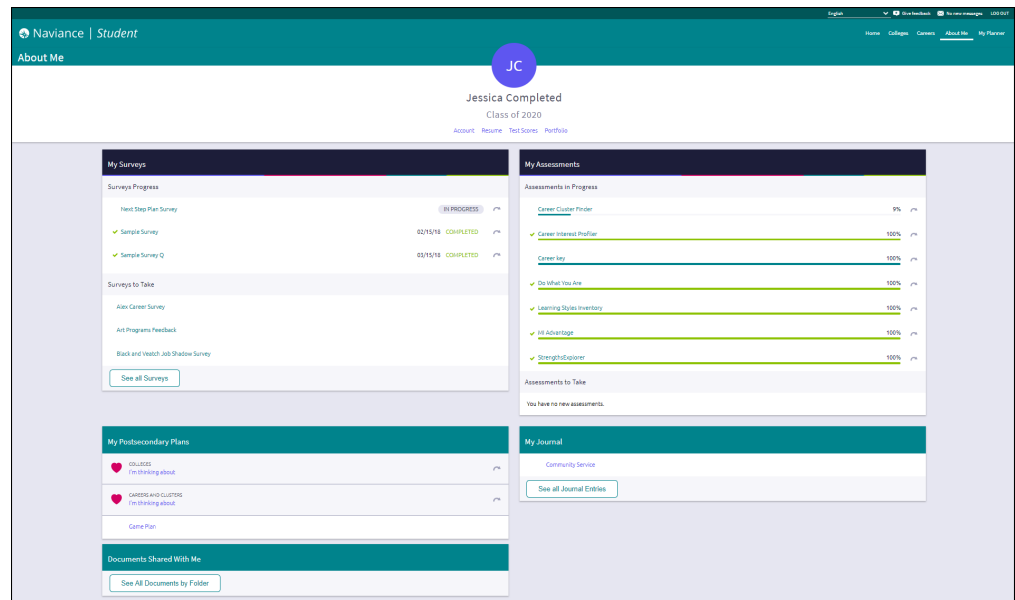 English Give feedback No new messages LOG OUT
Naviance | Student
Home Colleges Careers About Me My Planner
About Me
JC
Jessica Completed
Class of 2020
Account Resume Test Scores Portfolio
My Surveys
Surveys Progress
Next Step Plan Survey IN PROGRESS
Sample Survey 02/15/18 COMPLETED
Sample Survey Q 03/15/18 COMPLETED
Surveys to Take
Alex Career Survey
Art Programs Feedback
Black and Veatch Job Shadow Survey
See all Surveys
My Assessments
Assessments in Progress
Career Cluster Finder 9%
Career Interest Profiler 100%
Career key 100%
Do What You Are 100%
Learning Styles Inventory 100%
MI Advantage 100%
StrengthsExplorer 100%
Assessments to Take
You have no new assessments.
My Postsecondary Plans
COLLEGES
I'm thinking about
CAREERS AND CLUSTERS
I'm thinking about
Game Plan
My Journal
Community Service
See all Journal Entries
Documents Shared With Me
See All Documents by Folder